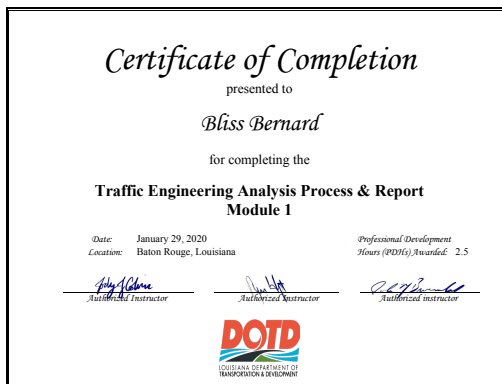 Certificate of Completion
presented to
Bliss Bernard
for completing the
Traffic Engineering Analysis Process & Report
Module 1
Date: January 29, 2020
Location: Baton Rouge, Louisiana
Professional Development
Hours (PDHs) Awarded: 2.5
Authorized Instructor
Authorized Instructor
Authorized instructor
DOTD
LOUISIANA DEPARTMENT OF
TRANSPORTATION & DEVELOPMENT